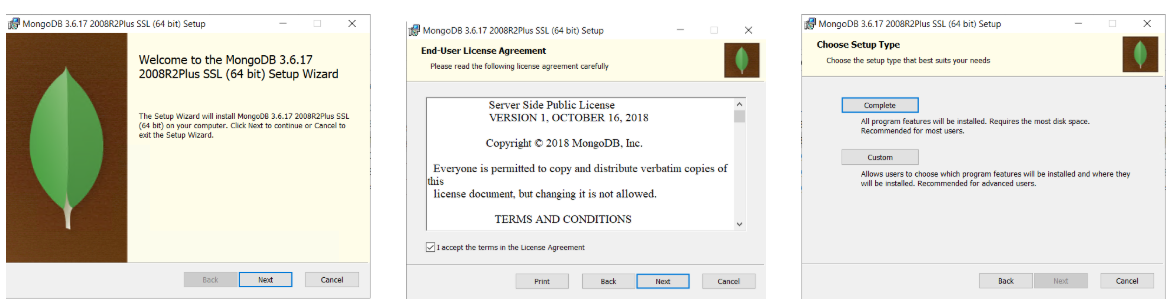 MongoDB 3.6.17 2008R2Plus SSL (64 bit) Setup
Welcome to the MongoDB 3.6.17
2008R2Plus SSL (64 bit) Setup Wizard
The Setup Wizard will install MongoDB 3.6.17 2008R2Plus SSL
(64 bit) on your computer. Click Next to continue or Cancel to
exit the Setup Wizard.
Back Next Cancel
MongoDB 3.6.17 2008R2Plus SSL (64 bit) Setup
End-User License Agreement
Please read the following license agreement carefully
Server Side Public License
VERSION 1, OCTOBER 16, 2018
Copyright © 2018 MongoDB, Inc.
Everyone is permitted to copy and distribute verbatim copies of
this
license document, but changing it is not allowed.
TERMS AND CONDITIONS
I accept the terms in the License Agreement
Print Back Next Cancel
MongoDB 3.6.17 2008R2Plus SSL (64 bit) Setup
Choose Setup Type
Choose the setup type that best suits your needs
Complete
All program features will be installed. Requires the most disk space.
Recommended for most users.
Custom
Allows users to choose which program features will be installed and where they
will be installed. Recommended for advanced users.
Back Next Cancel